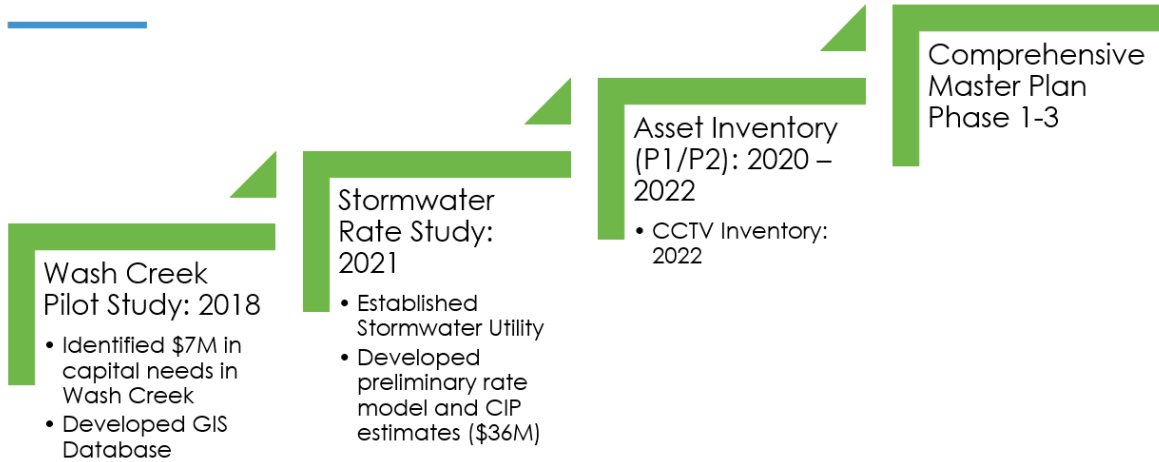 Wash Creek
Pilot Study: 2018
• Identified $7M in
capital needs in
Wash Creek
• Developed GIS
Database
Stormwater
Rate Study:
2021
• Established
Stormwater Utility
• Developed
preliminary rate
model and CIP
estimates ($36M)
Asset Inventory
(P1/P2): 2020 –
2022
• CCTV Inventory:
2022
Comprehensive
Master Plan
Phase 1-3